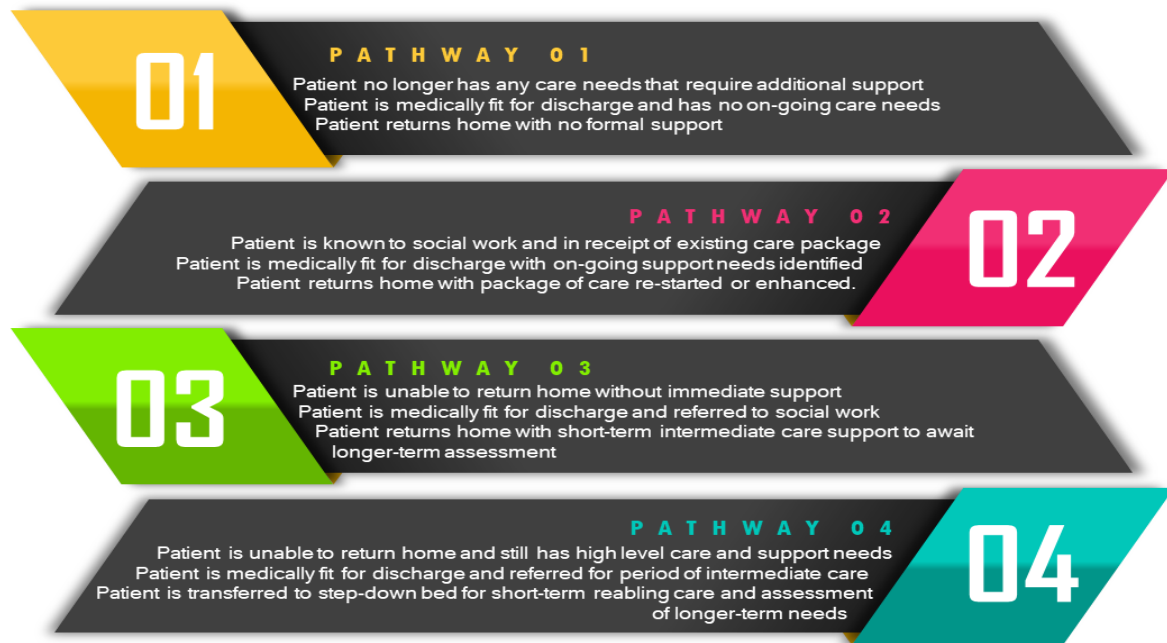 01
PATHWAY 01
Patient no longer has any care needs that require additional support
Patient is medically fit for discharge and has no on-going care needs
Patient returns home with no formal support
PATHWAY 02
02
Patient is known to social work and in receipt of existing care package
Patient is medically fit for discharge with on-going support needs identified
Patient returns home with package of care re-started or enhanced.
03
PATHWAY 03
Patient is unable to return home without immediate support
Patient is medically fit for discharge and referred to social work
Patient returns home with short-term intermediate care support to await
longer-term assessment
PATHWAY 04
04
Patient is unable to return home and still has high level care and support needs
Patient is medically fit for discharge and referred for period of intermediate care
Patient is transferred to step-down bed for short-term reabling care and assessment
of longer-term needs